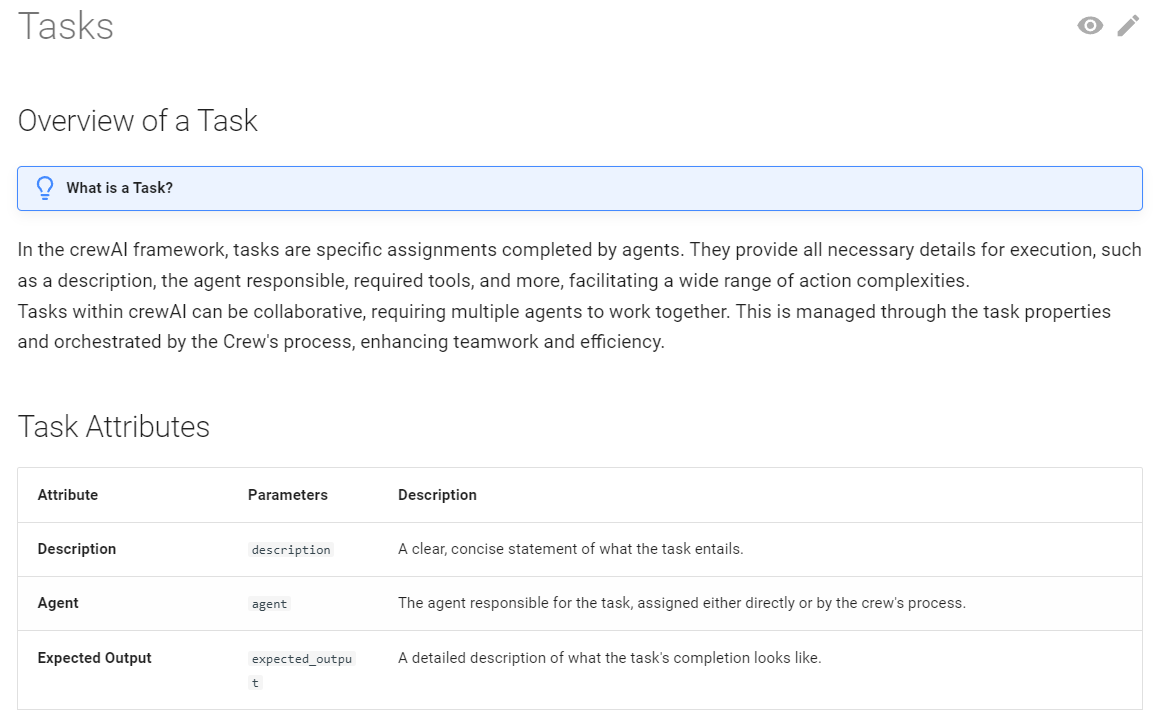 Tasks
Overview of a Task
What is a Task?
In the crewAI framework, tasks are specific assignments completed by agents. They provide all necessary details for execution, such
as a description, the agent responsible, required tools, and more, facilitating a wide range of action complexities.
Tasks within crewAI can be collaborative, requiring multiple agents to work together. This is managed through the task properties
and orchestrated by the Crew's process, enhancing teamwork and efficiency.
Task Attributes
Attribute Parameters Description
Description description A clear, concise statement of what the task entails.
Agent agent The agent responsible for the task, assigned either directly or by the crew's process.
Expected Output expected_outpu A detailed description of what the task's completion looks like.
t